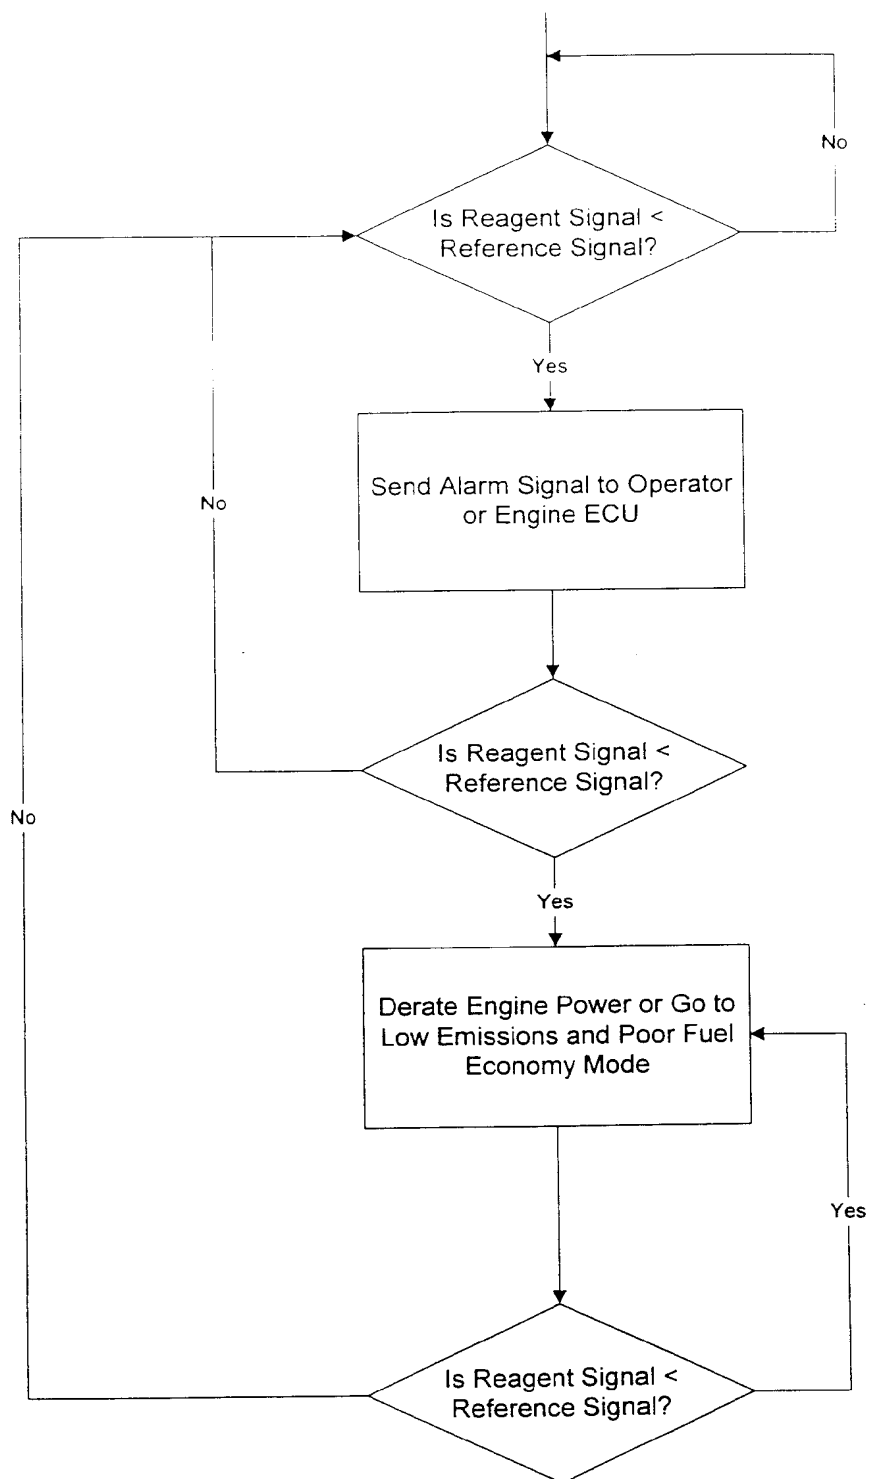 No
Is Reagent Signal <
Reference Signal?
Yes
Send Alarm Signal to Operator
or Engine ECU
No
Is Reagent Signal <
Reference Signal?
No
Yes
Derate Engine Power or Go to
Low Emissions and Poor Fuel
Economy Mode
Yes
Is Reagent Signal <
Reference Signal?